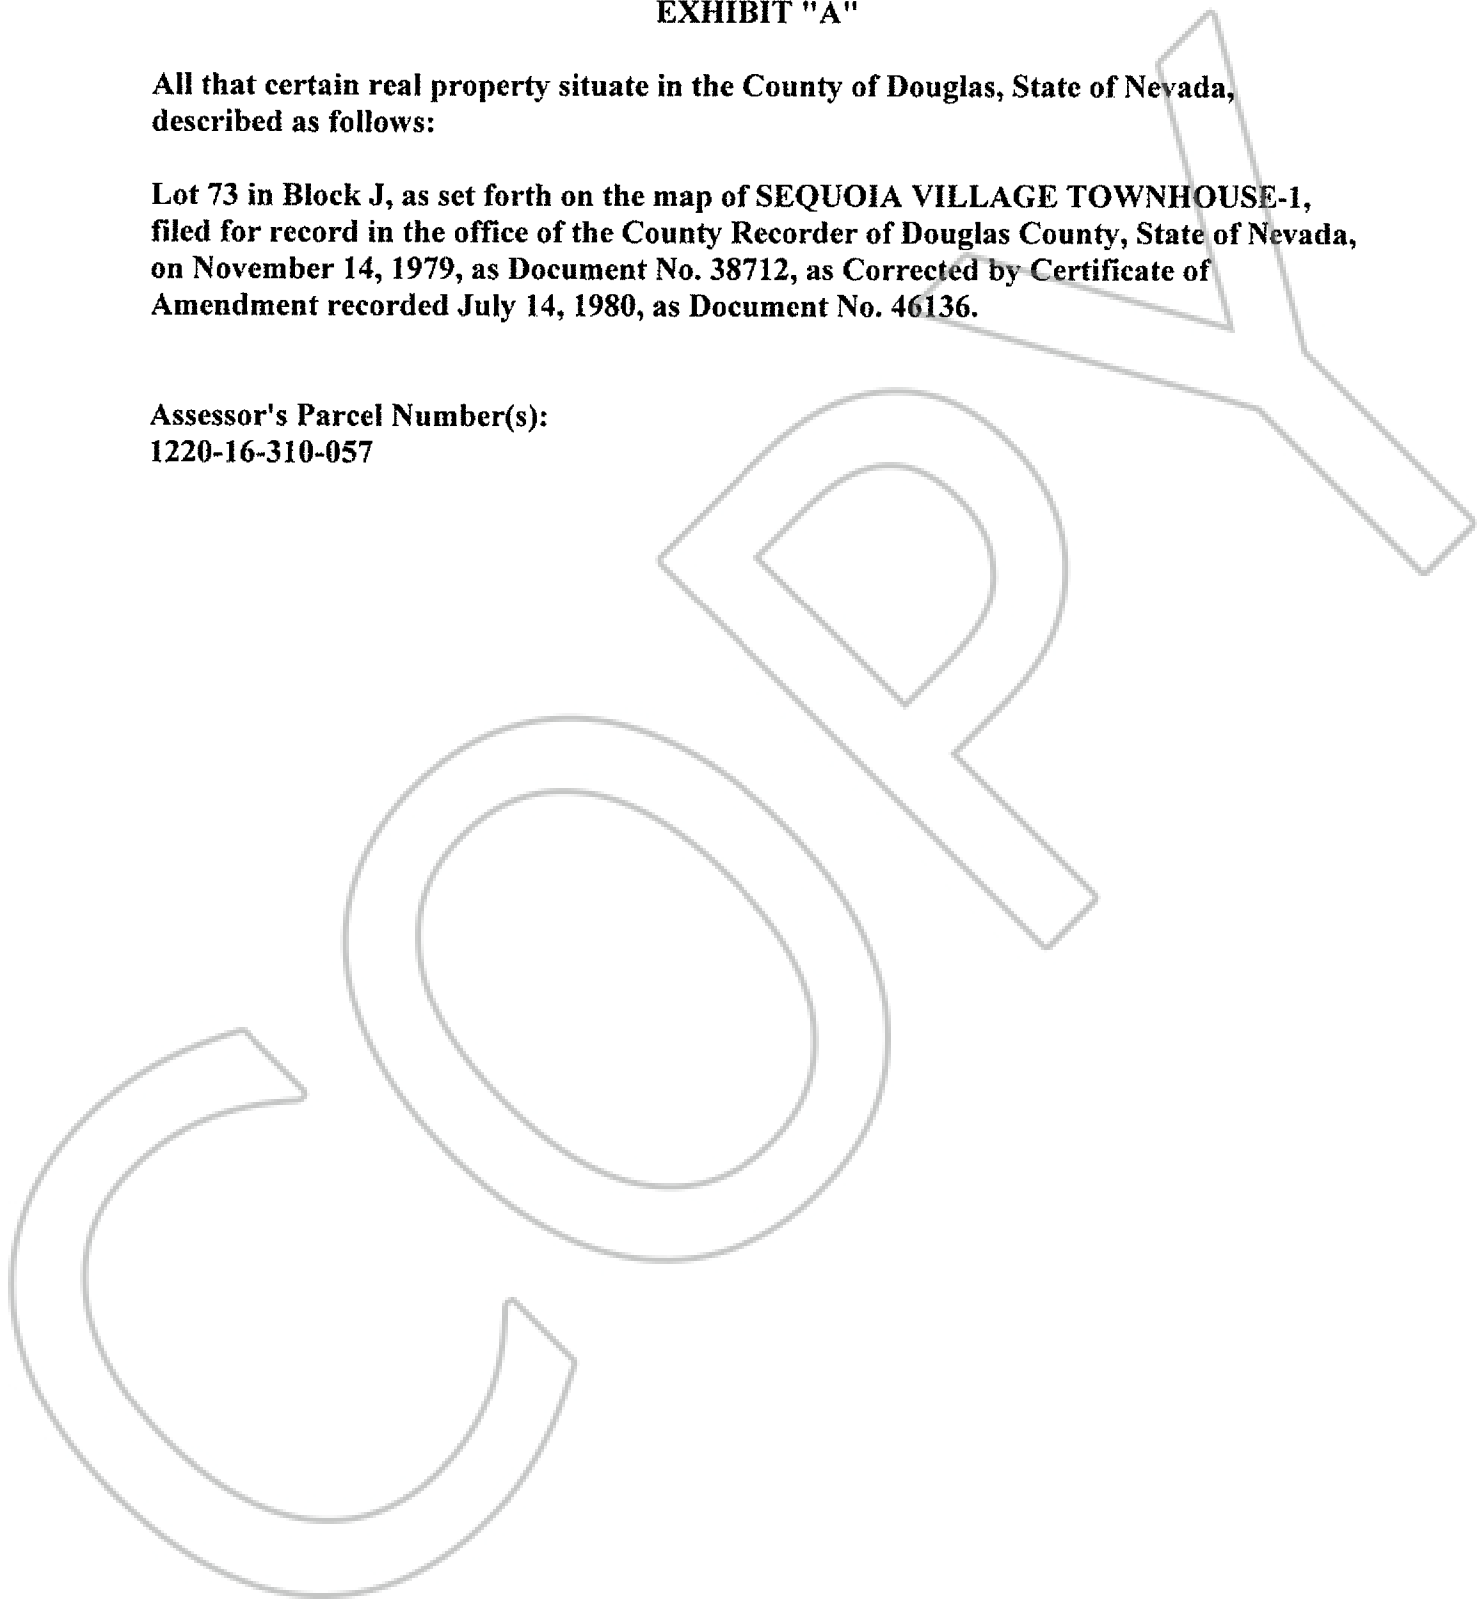 EXHIBIT "A"
All that certain real property situate in the County of Douglas, State of Nevada,
described as follows:
Lot 73 in Block J, as set forth on the map of SEQUOIA VILLAGE TOWNHOUSE-1,
filed for record in the office of the County Recorder of Douglas County, State of Nevada,
on November 14, 1979, as Document No. 38712, as Corrected by Certificate of
Amendment recorded July 14, 1980, as Document No. 46136.
Assessor's Parcel Number(s):
1220-16-310-057
COPY